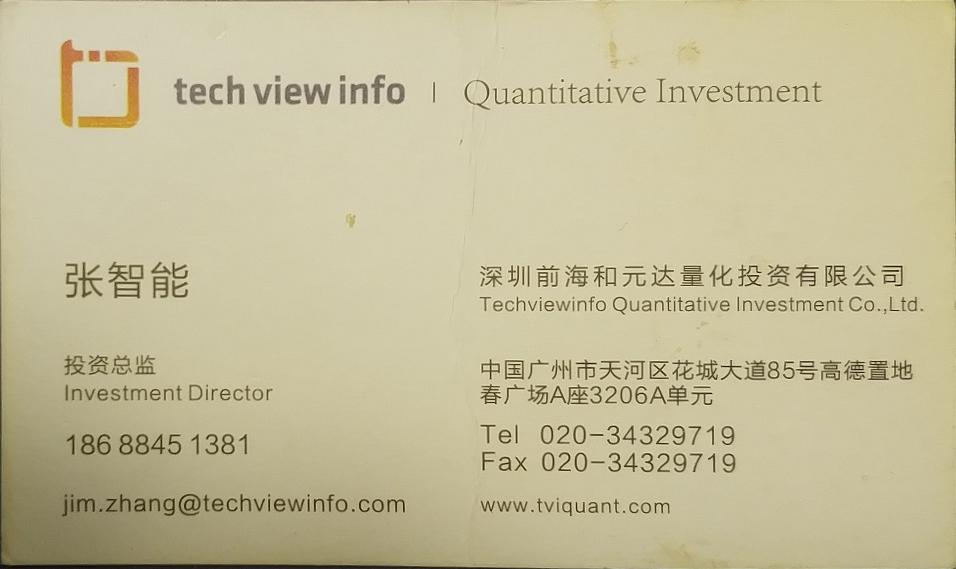 tech view info | Quantitative Investment
张智能
投资总监
Investment Director
186 8845 1381
jim.zhang@techviewinfo.com
深圳前海和元达量化投资有限公司
Techviewinfo Quantitative Investment Co.,Ltd.
中国广州市天河区花城大道85号高德置地
春广场A座3206A单元
Tel 020-34329719
Fax 020-34329719
www.tviquant.com